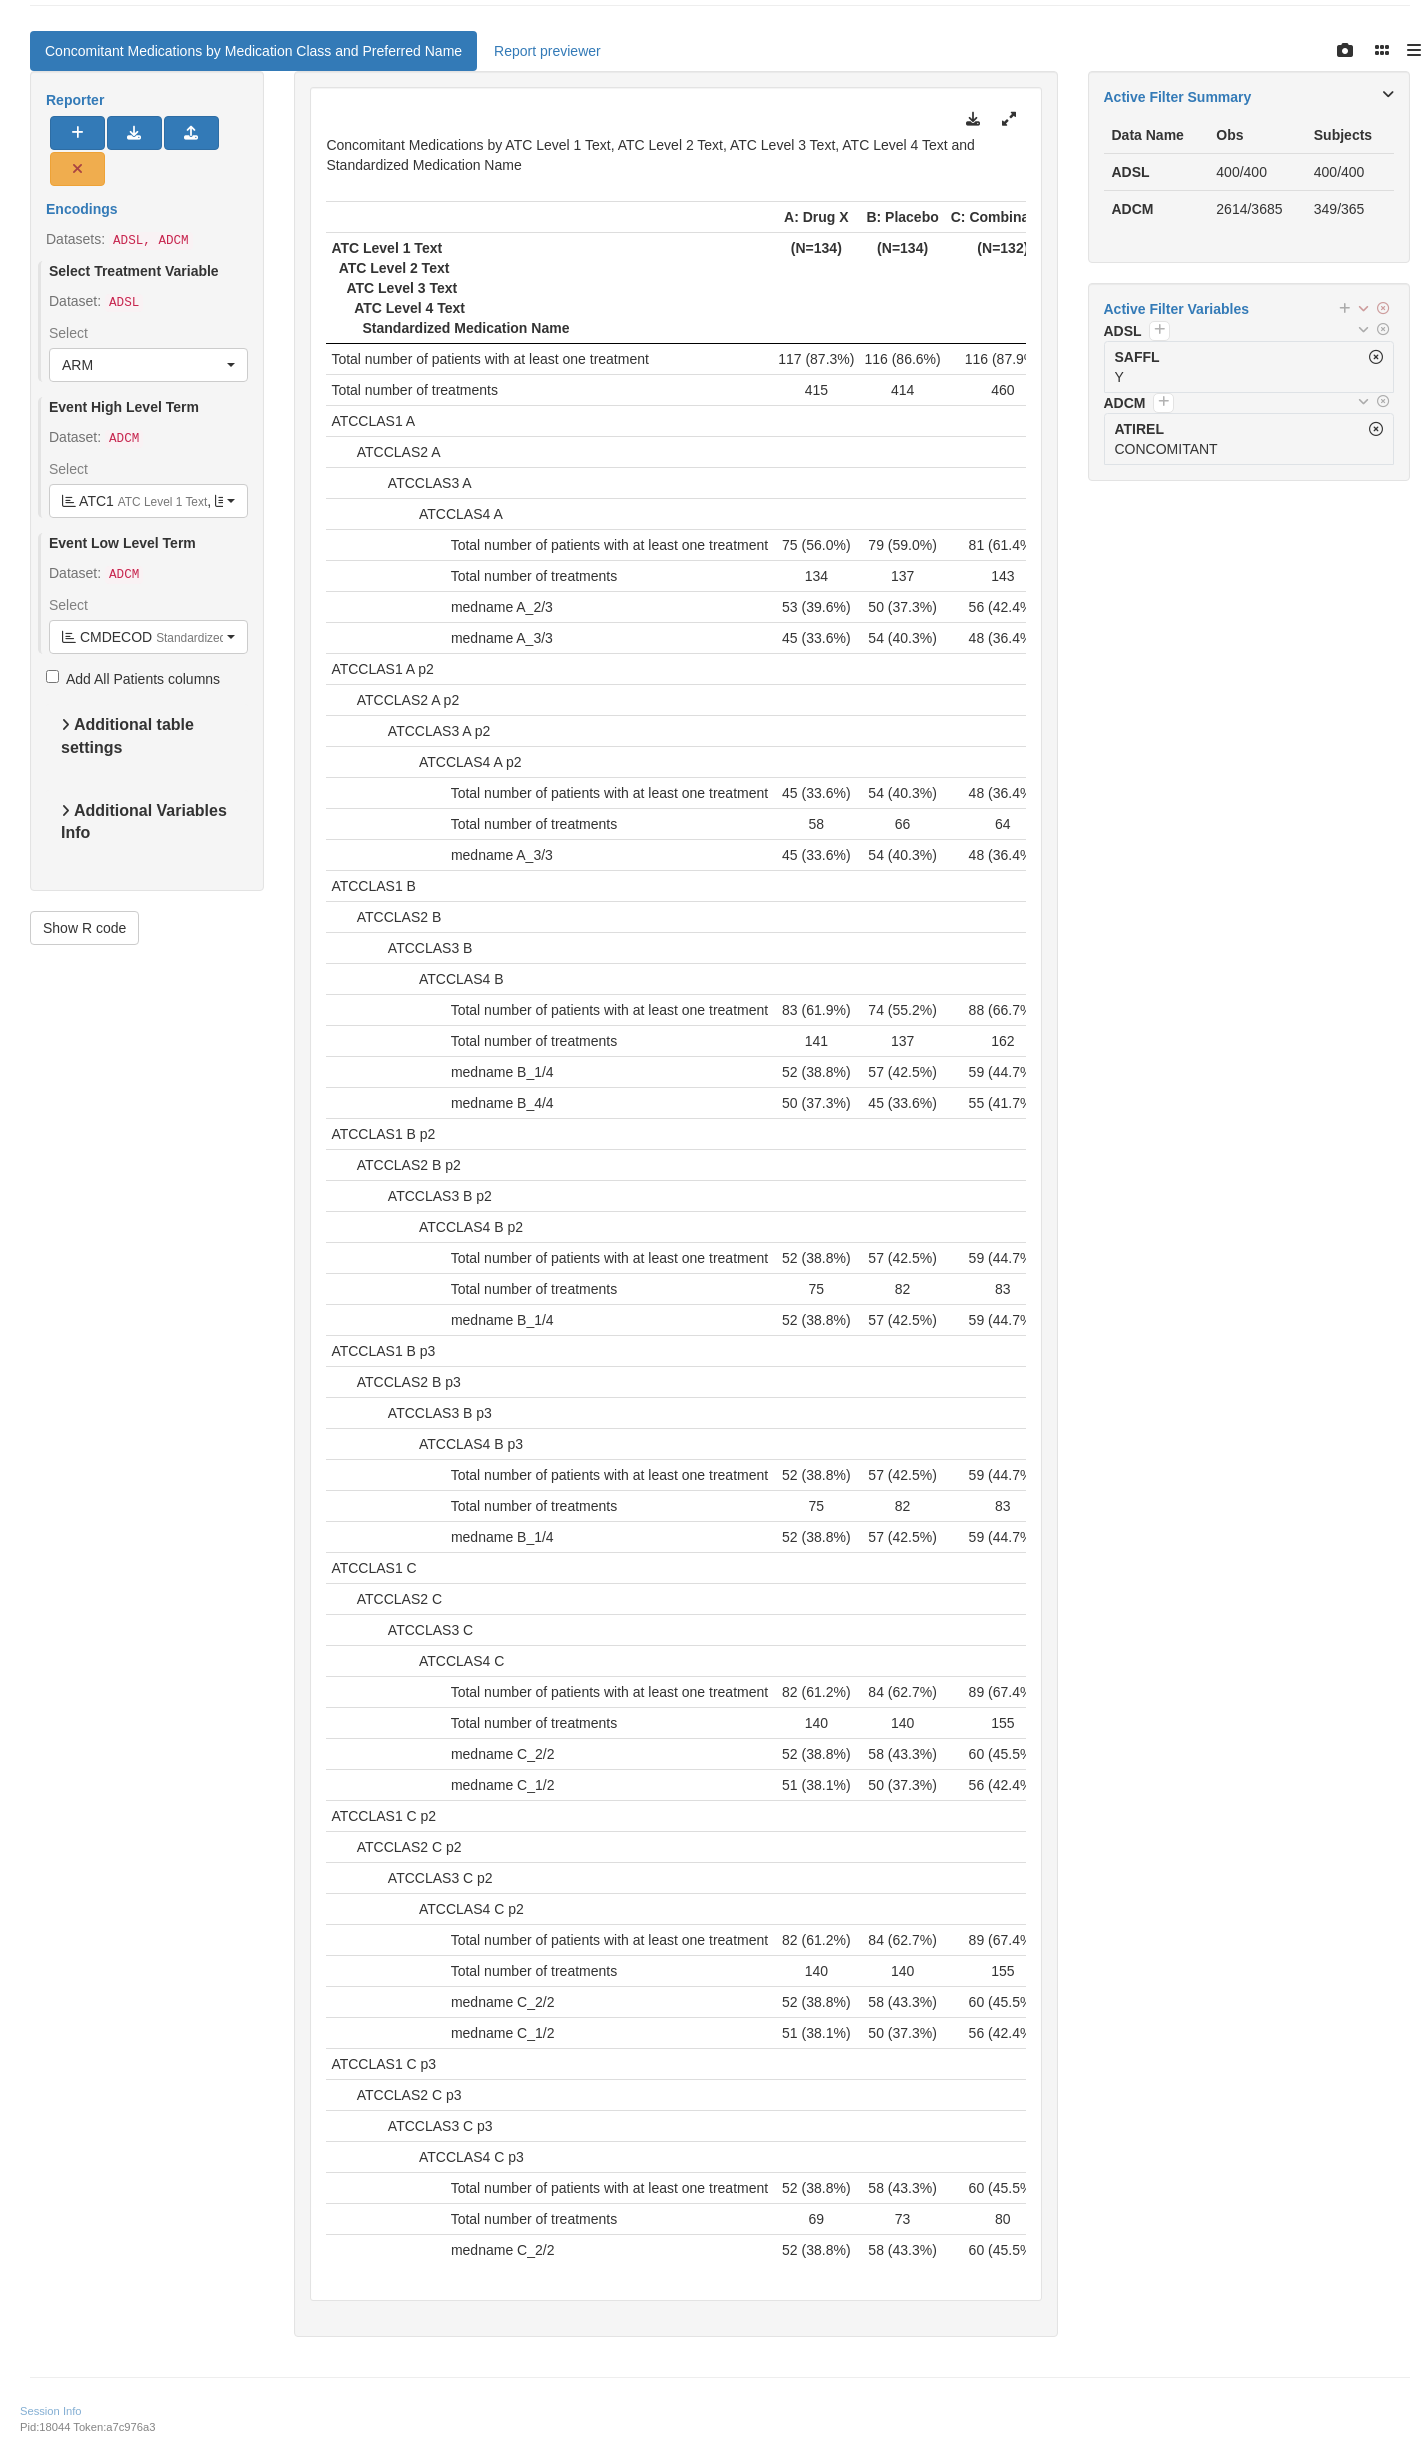 Concomitant Medications by Medication Class and Preferred Name
Report previewer
Reporter
Encodings
Datasets: ADSL, ADCM
Select Treatment Variable
Dataset: ADSL
Select
ARM
Event High Level Term
Dataset: ADCM
Select
ATC1 ATC Level 1 Text,
Event Low Level Term
Dataset: ADCM
Select
CMDECOD Standardized
Add All Patients columns
Additional table
settings
Additional Variables
Info
Show R code
Concomitant Medications by ATC Level 1 Text, ATC Level 2 Text, ATC Level 3 Text, ATC Level 4 Text and
Standardized Medication Name
A: Drug X B: Placebo C: Combina
ATC Level 1 Text (N=134) (N=134) (N=132)
ATC Level 2 Text
ATC Level 3 Text
ATC Level 4 Text
Standardized Medication Name
Total number of patients with at least one treatment 117 (87.3%) 116 (86.6%) 116 (87.9%
Total number of treatments 415 414 460
ATCCLAS1 A
ATCCLAS2 A
ATCCLAS3 A
ATCCLAS4 A
Total number of patients with at least one treatment 75 (56.0%) 79 (59.0%) 81 (61.4%
Total number of treatments 134 137 143
medname A_2/3 53 (39.6%) 50 (37.3%) 56 (42.4%
medname A_3/3 45 (33.6%) 54 (40.3%) 48 (36.4%
ATCCLAS1 A p2
ATCCLAS2 A p2
ATCCLAS3 A p2
ATCCLAS4 A p2
Total number of patients with at least one treatment 45 (33.6%) 54 (40.3%) 48 (36.4%
Total number of treatments 58 66 64
medname A_3/3 45 (33.6%) 54 (40.3%) 48 (36.4%
ATCCLAS1 B
ATCCLAS2 B
ATCCLAS3 B
ATCCLAS4 B
Total number of patients with at least one treatment 83 (61.9%) 74 (55.2%) 88 (66.7%
Total number of treatments 141 137 162
medname B_1/4 52 (38.8%) 57 (42.5%) 59 (44.7%
medname B_4/4 50 (37.3%) 45 (33.6%) 55 (41.7%
ATCCLAS1 B p2
ATCCLAS2 B p2
ATCCLAS3 B p2
ATCCLAS4 B p2
Total number of patients with at least one treatment 52 (38.8%) 57 (42.5%) 59 (44.7%
Total number of treatments 75 82 83
medname B_1/4 52 (38.8%) 57 (42.5%) 59 (44.7%
ATCCLAS1 B p3
ATCCLAS2 B p3
ATCCLAS3 B p3
ATCCLAS4 B p3
Total number of patients with at least one treatment 52 (38.8%) 57 (42.5%) 59 (44.7%
Total number of treatments 75 82 83
medname B_1/4 52 (38.8%) 57 (42.5%) 59 (44.7%
ATCCLAS1 C
ATCCLAS2 C
ATCCLAS3 C
ATCCLAS4 C
Total number of patients with at least one treatment 82 (61.2%) 84 (62.7%) 89 (67.4%
Total number of treatments 140 140 155
medname C_2/2 52 (38.8%) 58 (43.3%) 60 (45.5%
medname C_1/2 51 (38.1%) 50 (37.3%) 56 (42.4%
ATCCLAS1 C p2
ATCCLAS2 C p2
ATCCLAS3 C p2
ATCCLAS4 C p2
Total number of patients with at least one treatment 82 (61.2%) 84 (62.7%) 89 (67.4%
Total number of treatments 140 140 155
medname C_2/2 52 (38.8%) 58 (43.3%) 60 (45.5%
medname C_1/2 51 (38.1%) 50 (37.3%) 56 (42.4%
ATCCLAS1 C p3
ATCCLAS2 C p3
ATCCLAS3 C p3
ATCCLAS4 C p3
Total number of patients with at least one treatment 52 (38.8%) 58 (43.3%) 60 (45.5%
Total number of treatments 69 73 80
medname C_2/2 52 (38.8%) 58 (43.3%) 60 (45.5%
Active Filter Summary
Data Name Obs Subjects
ADSL 400/400 400/400
ADCM 2614/3685 349/365
Active Filter Variables
ADSL
SAFFL
Y
ADCM
ATIREL
CONCOMITANT
Session Info
Pid:18044 Token:a7c976a3